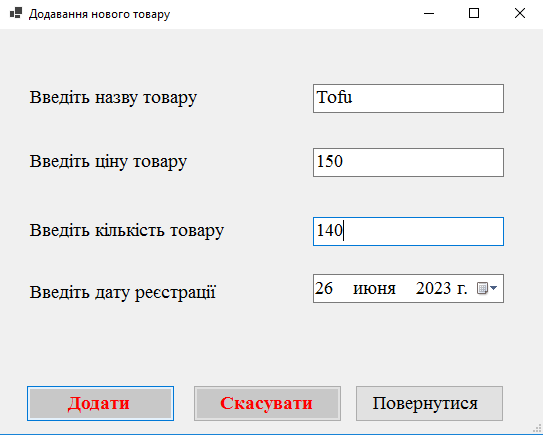 Додавання нового товару
Введіть назву товару Tofu
Введіть ціну товару 150
Введіть кількість товару 140
Введіть дату реєстрації 26 июня 2023 г.
Додати Скасувати Повернутися